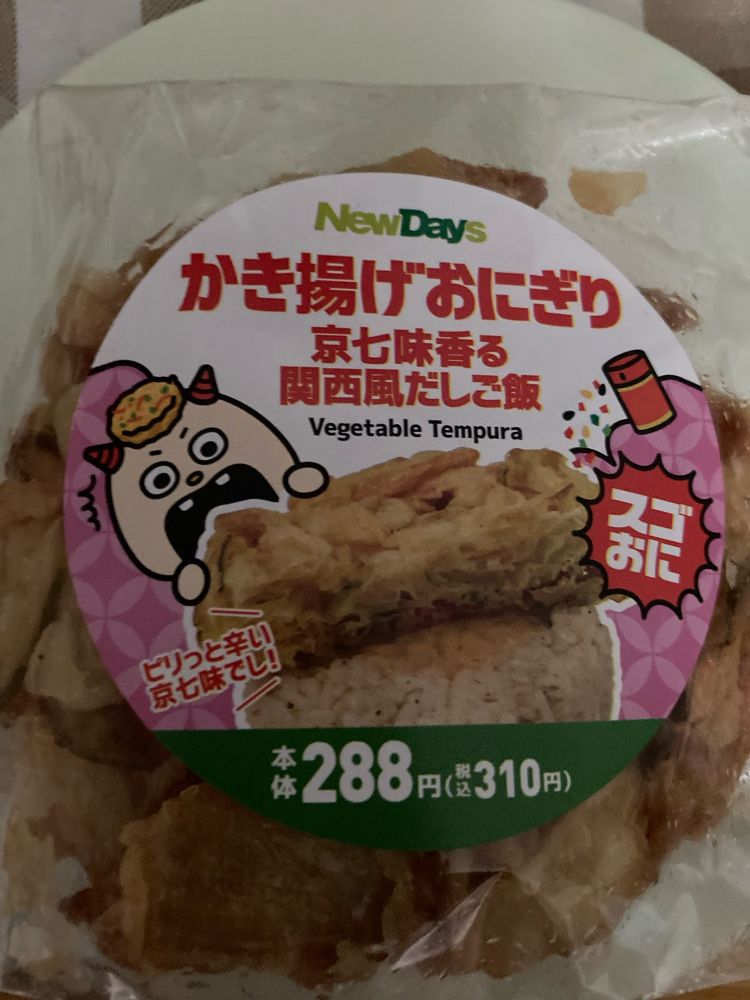 NewDays
かき揚げおにぎり
京七味香る
関西風だしご飯
Vegetable Tempura
スゴ
おに
ピリっと辛い
京七味でし!
本体288円(税込310円)